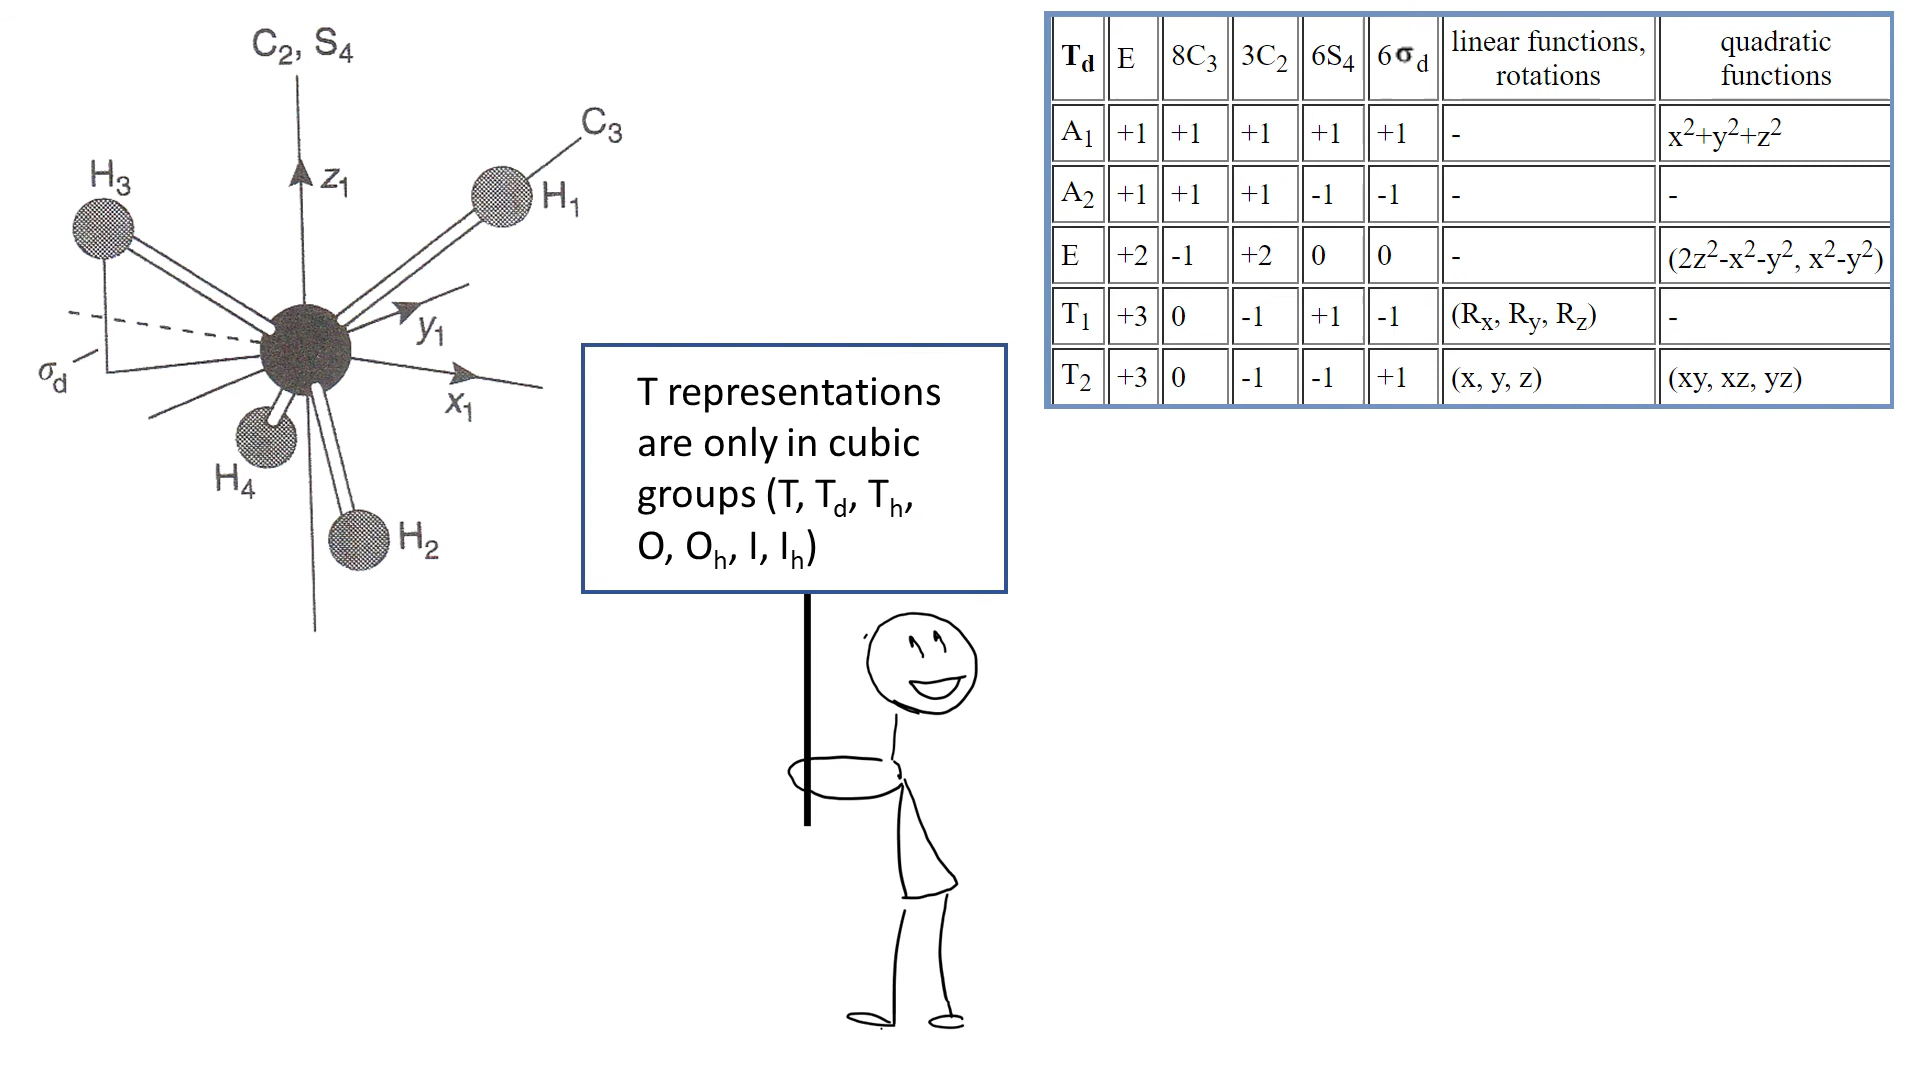 C₂, S₄
C₃
H₃
z₁
H₁
y₁
σd
x₁
H₄
H₂
T representations
are only in cubic
groups (T, Td, Th,
O, Oh, I, Ih)
Td E 8C₃ 3C₂ 6S₄ 6σd linear functions, rotations quadratic functions
A₁ +1 +1 +1 +1 +1 - x²+y²+z²
A₂ +1 +1 +1 -1 -1 - -
E +2 -1 +2 0 0 - (2z²-x²-y², x²-y²)
T₁ +3 0 -1 +1 -1 (Rx, Ry, Rz) -
T₂ +3 0 -1 -1 +1 (x, y, z) (xy, xz, yz)